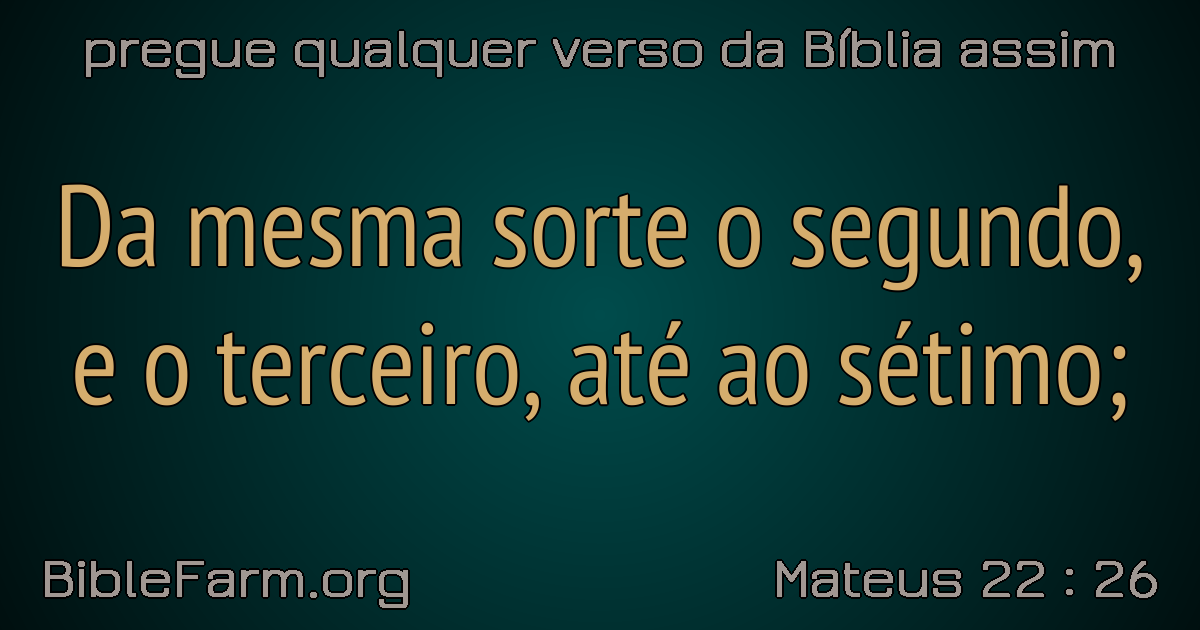 pregue qualquer verso da Bíblia assim
Da mesma sorte o segundo,
e o terceiro, até ao sétimo;
BibleFarm.org
Mateus 22 : 26